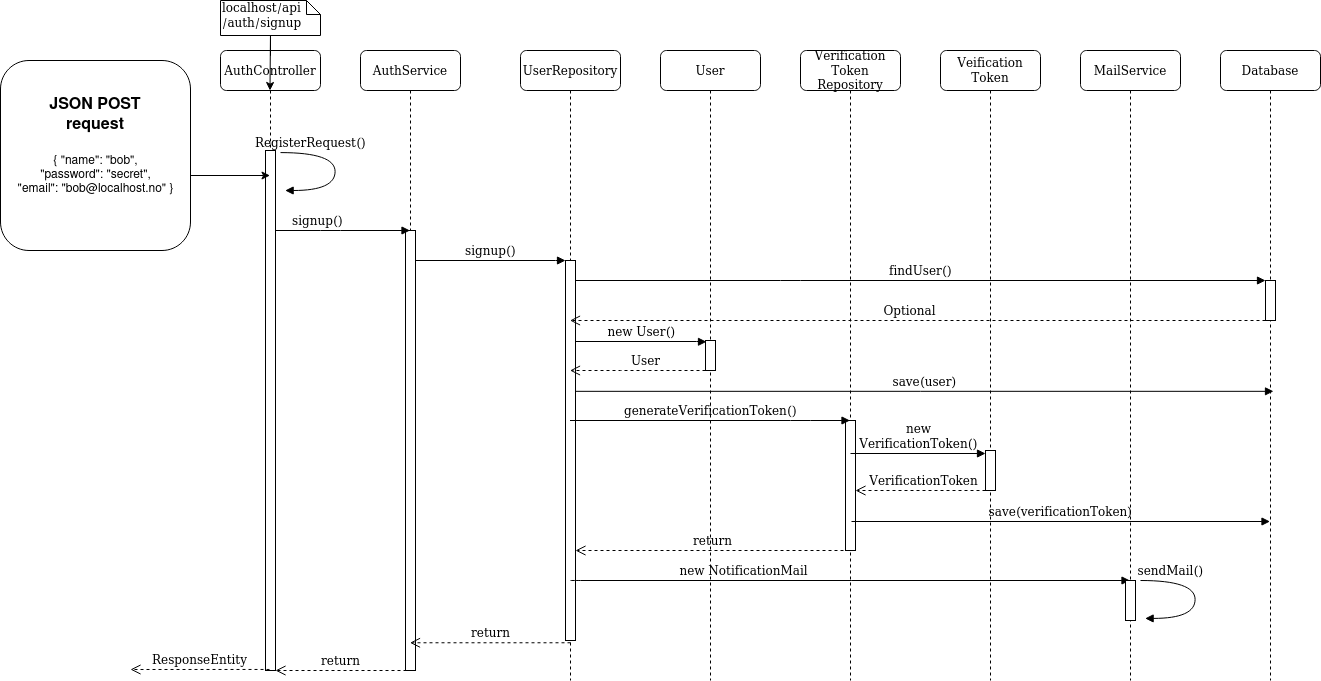 localhost/api
/auth/signup
AuthController
AuthService
UserRepository
User
Verification
Token
Repository
Veification
Token
MailService
Database
JSON POST
request
{ "name": "bob",
"password": "secret",
"email": "bob@localhost.no" }
RegisterRequest()
signup()
signup()
findUser()
Optional
new User()
User
save(user)
generateVerificationToken()
new
VerificationToken()
VerificationToken
save(verificationToken)
return
new NotificationMail
sendMail()
return
ResponseEntity
return